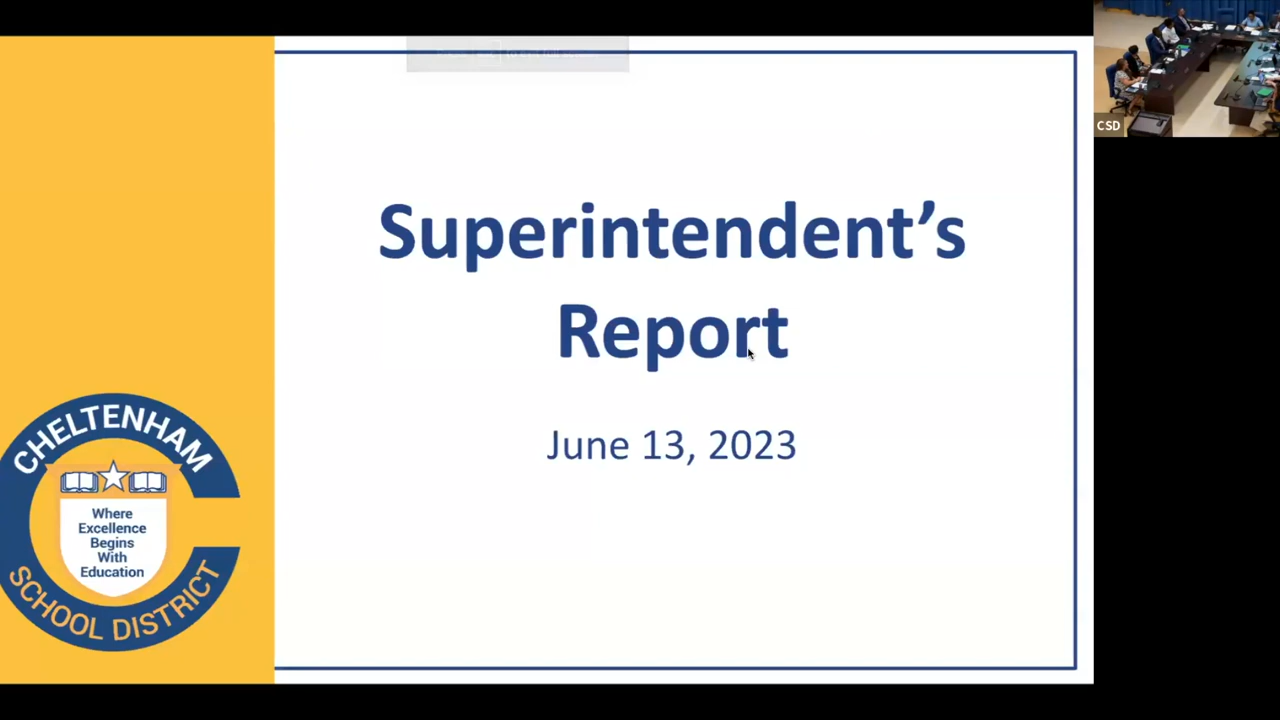 Superintendent’s
Report
June 13, 2023
CHELTENHAM
Where
Excellence
Begins
With
Education
SCHOOL DISTRICT
CSD